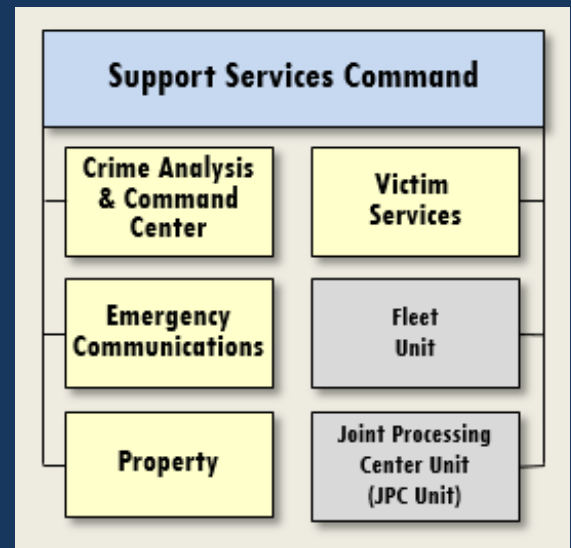 Support Services Command
Crime Analysis
& Command
Center
Victim
Services
Emergency
Communications
Fleet
Unit
Property
Joint Processing
Center Unit
(JPC Unit)